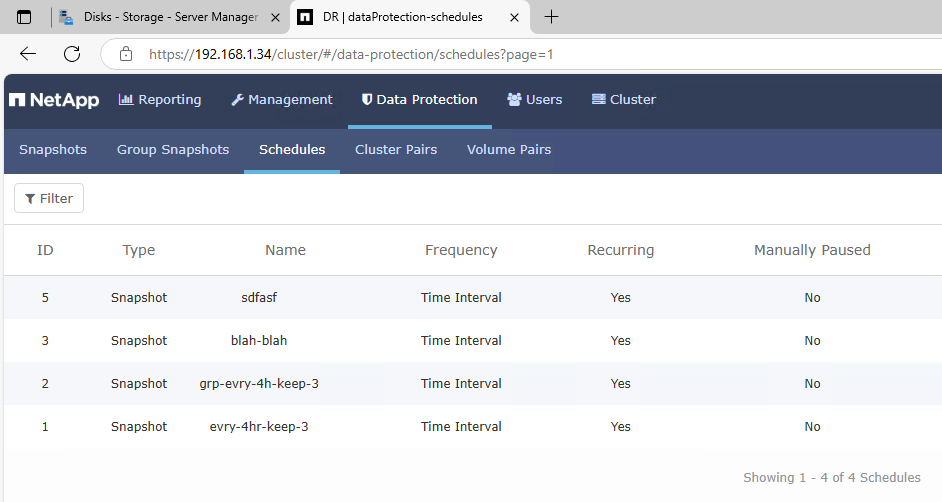 Disks - Storage - Server Manager
DR | dataProtection-schedules
https://192.168.1.34/cluster/#/data-protection/schedules?page=1
NetApp Reporting Management Data Protection Users Cluster
Snapshots Group Snapshots Schedules Cluster Pairs Volume Pairs
Filter
ID Type Name Frequency Recurring Manually Paused
5 Snapshot sdfasf Time Interval Yes No
3 Snapshot blah-blah Time Interval Yes No
2 Snapshot grp-evry-4h-keep-3 Time Interval Yes No
1 Snapshot evry-4hr-keep-3 Time Interval Yes No
Showing 1 - 4 of 4 Schedules